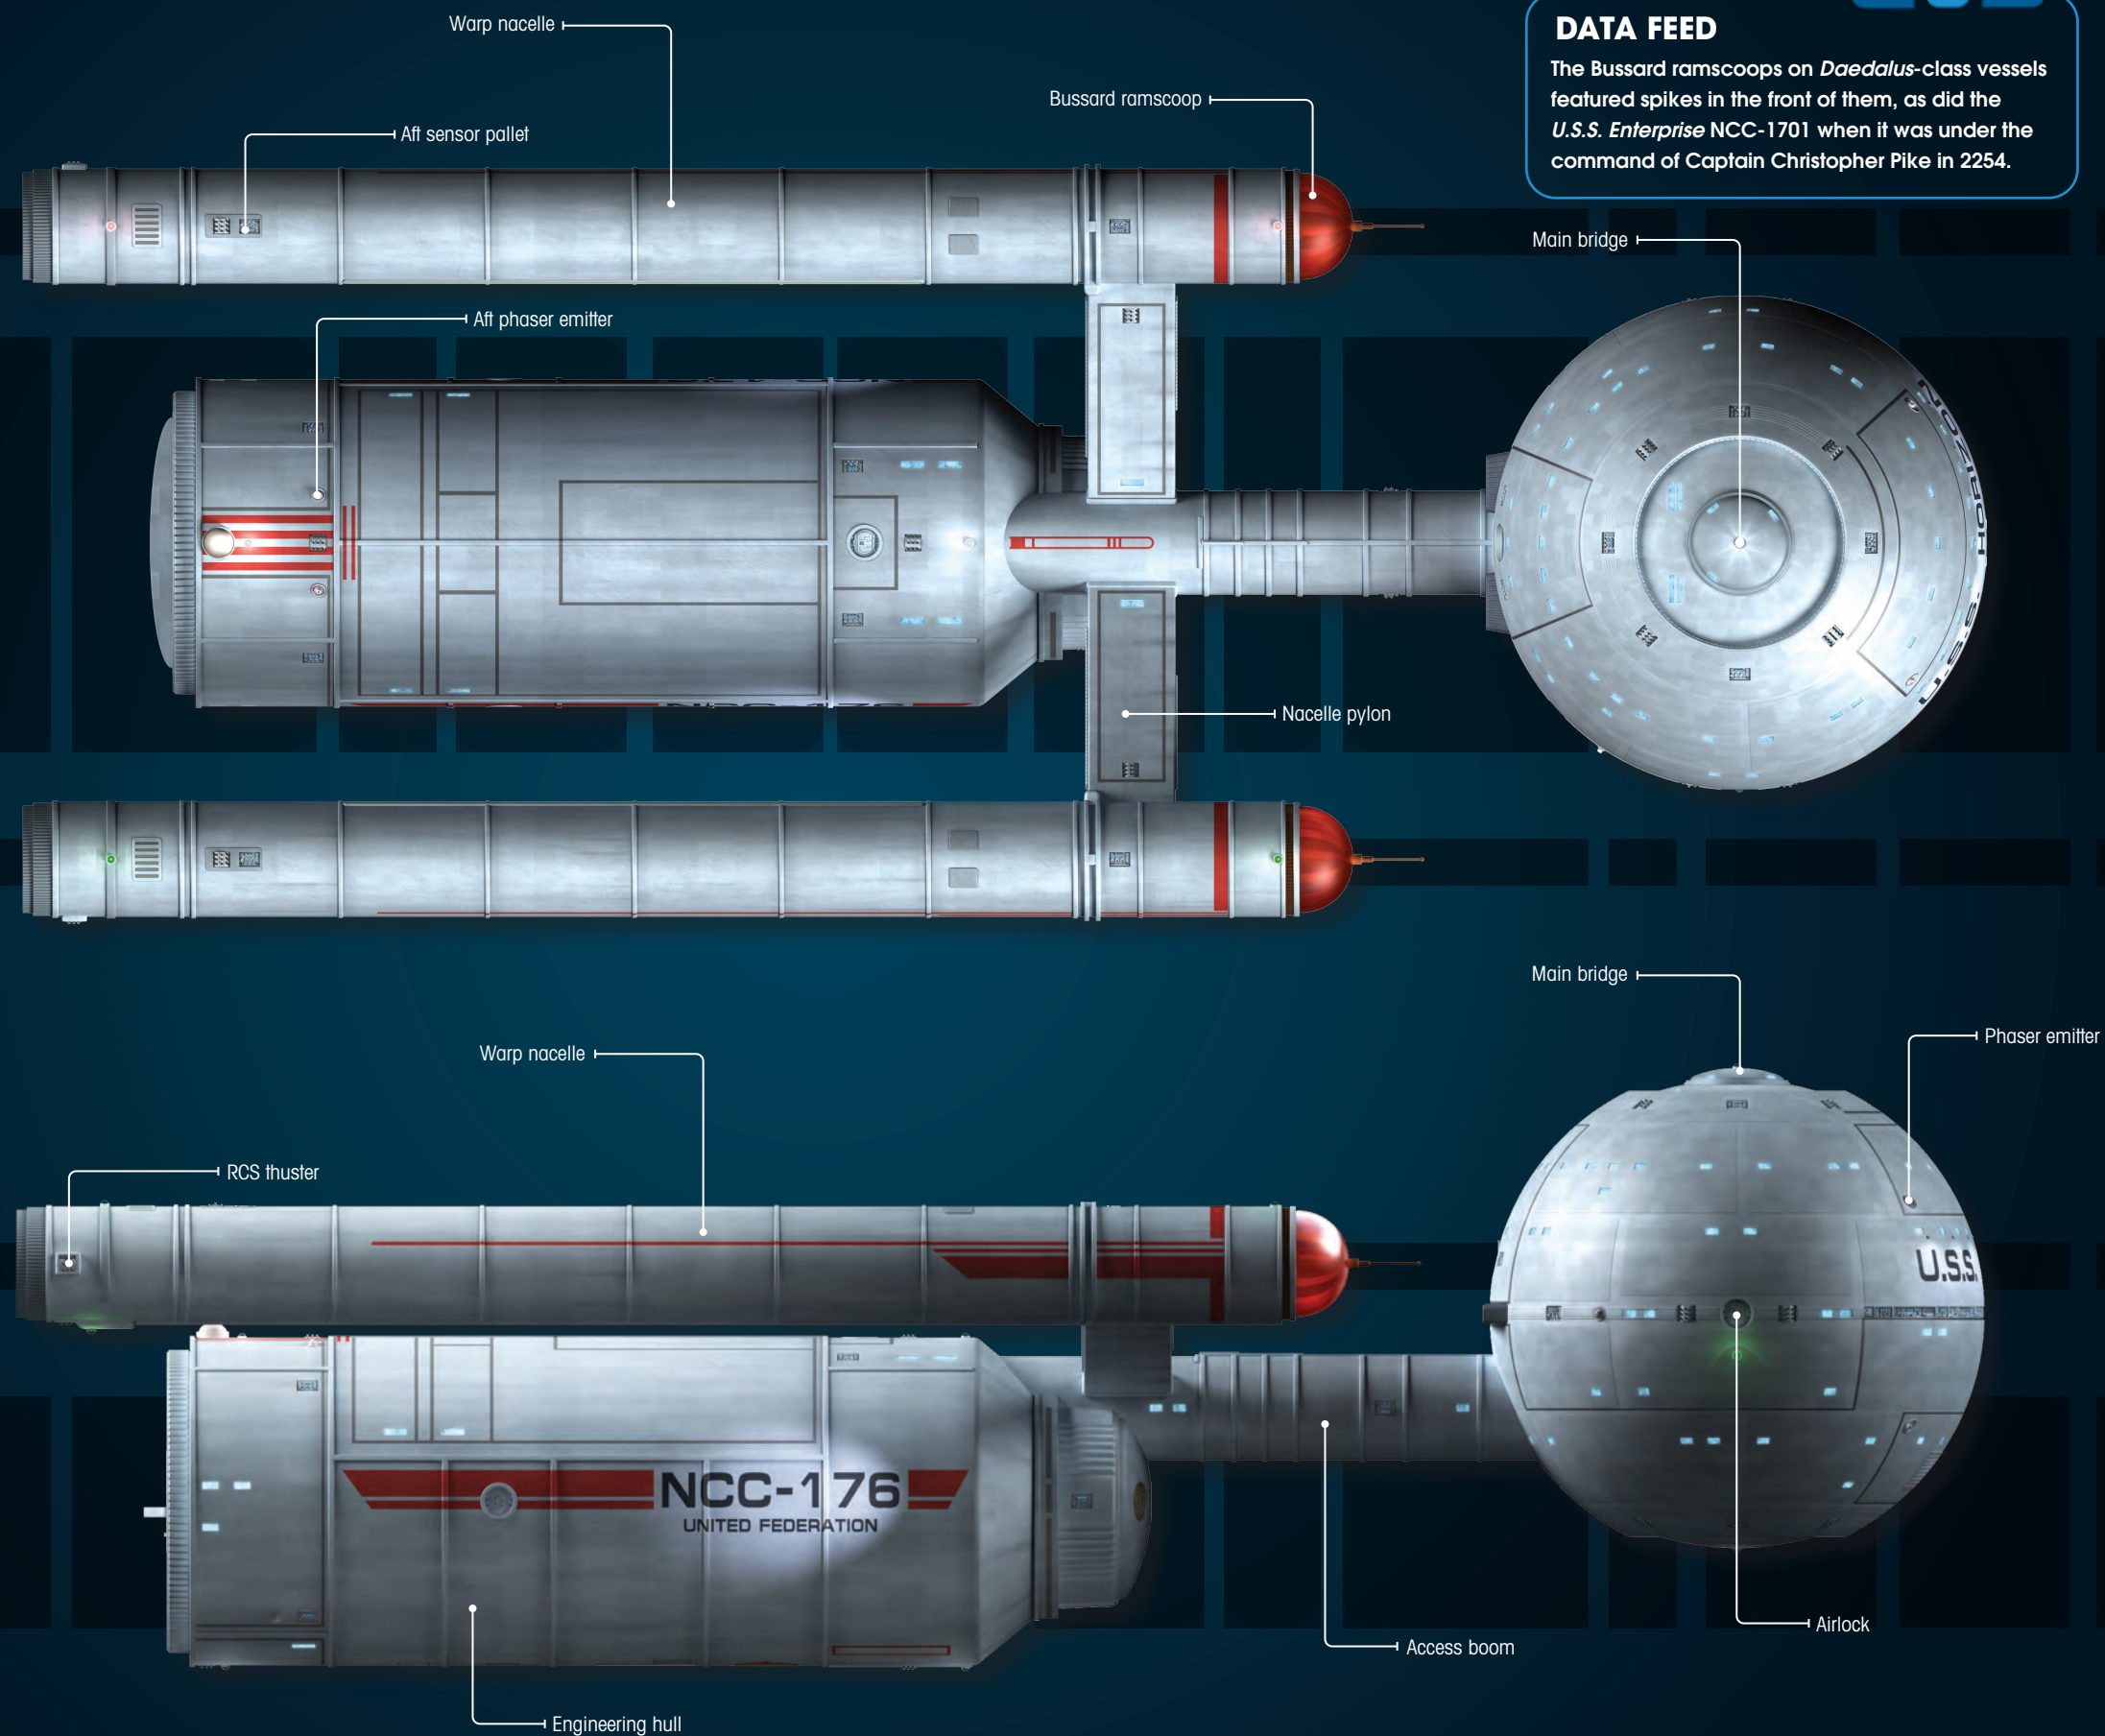 Warp nacelle
DATA FEED
The Bussard ramscoops on Daedalus-class vessels
featured spikes in the front of them, as did the
U.S.S. Enterprise NCC-1701 when it was under the
command of Captain Christopher Pike in 2254.
Bussard ramscoop
Aft sensor pallet
Main bridge
Aft phaser emitter
U.S.S. HORIZON
Nacelle pylon
Main bridge
Phaser emitter
Warp nacelle
RCS thuster
U.S.S.
NCC-176
UNITED FEDERATION
Airlock
Access boom
Engineering hull